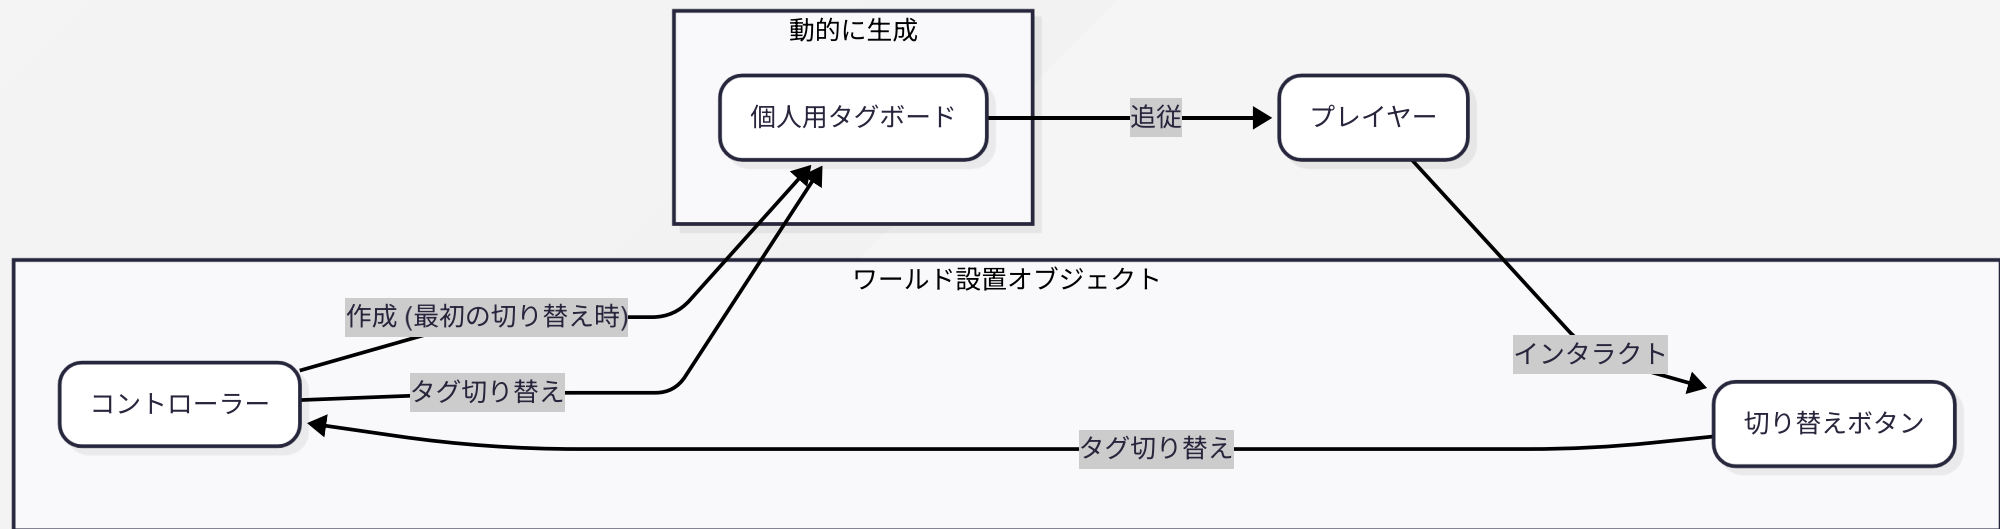 動的に生成
個人用タグボード
追従
プレイヤー
ワールド設置オブジェクト
作成 (最初の切り替え時)
インタラクト
コントローラー
タグ切り替え
切り替えボタン
タグ切り替え